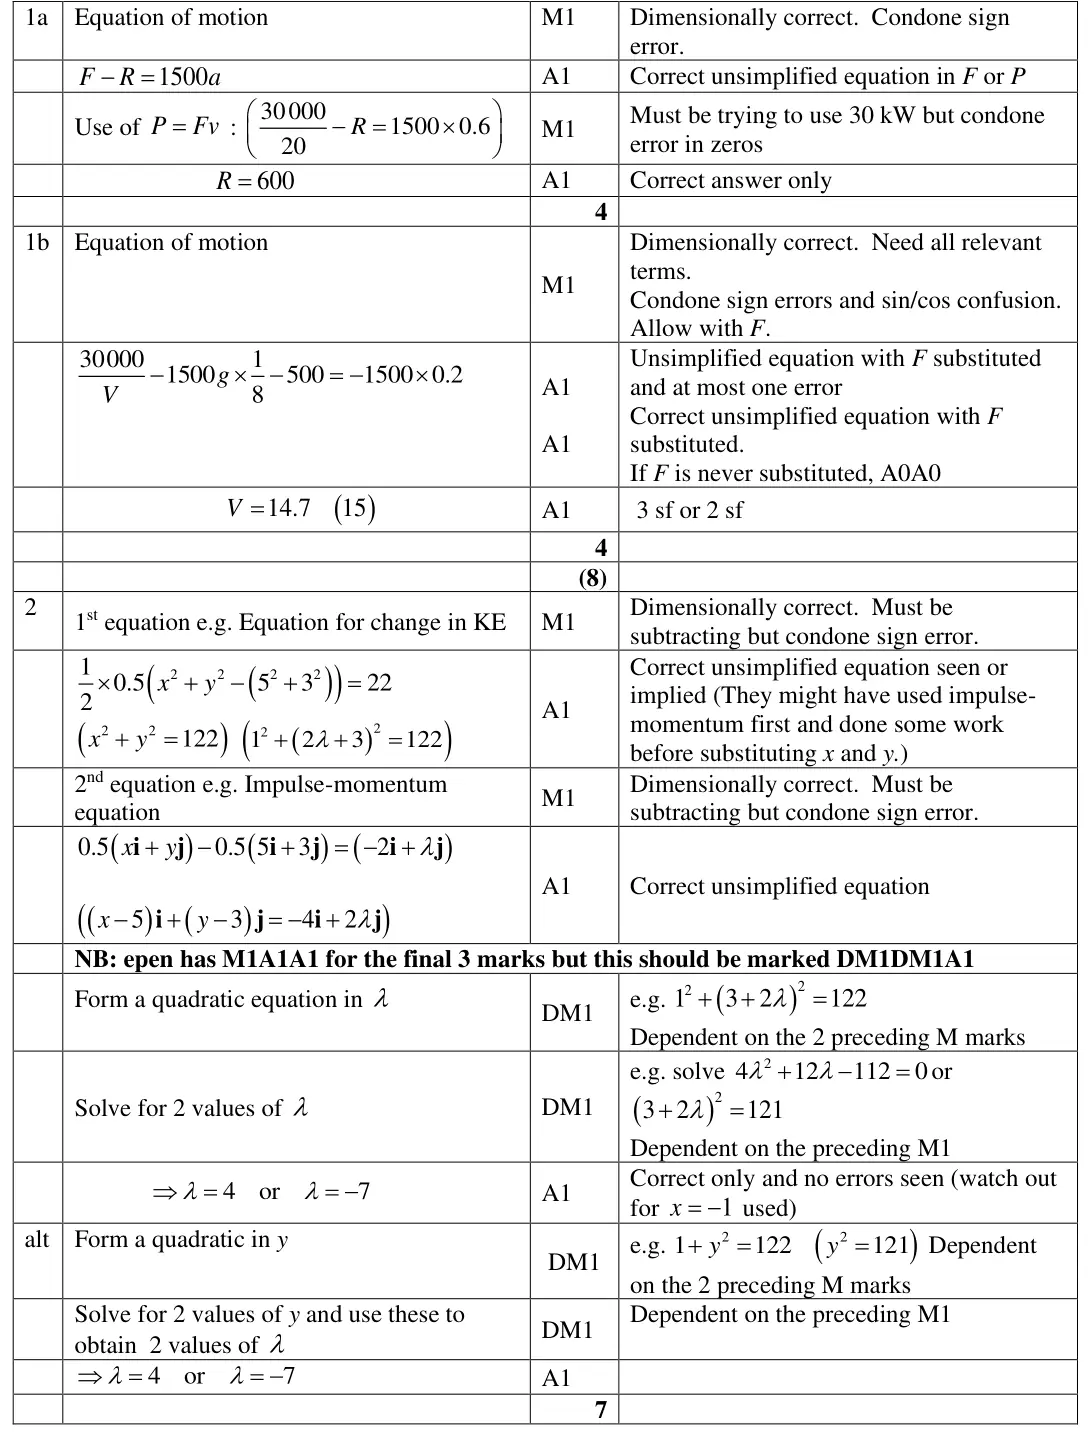 1a Equation of motion M1 Dimensionally correct. Condone sign
error.
F − R = 1500a A1 Correct unsimplified equation in F or P
Use of P = Fv : (30000/20 − R = 1500 × 0.6) M1 Must be trying to use 30 kW but condone
error in zeros
R = 600 A1 Correct answer only
4
1b Equation of motion M1 Dimensionally correct. Need all relevant
terms.
Condone sign errors and sin/cos confusion.
Allow with F.
30000/V − 1500g × 1/8 − 500 = −1500 × 0.2 A1 Unsimplified equation with F substituted
and at most one error
A1 Correct unsimplified equation with F
substituted.
If F is never substituted, A0A0
V = 14.7 (15) A1 3 sf or 2 sf
4
(8)
2 1st equation e.g. Equation for change in KE M1 Dimensionally correct. Must be
subtracting but condone sign error.
1/2 × 0.5(x² + y² − (5² + 3²)) = 22 A1 Correct unsimplified equation seen or
implied (They might have used impulse-
(x² + y² = 122) (1² + (2λ + 3)² = 122) momentum first and done some work
before substituting x and y.)
2nd equation e.g. Impulse-momentum
equation M1 Dimensionally correct. Must be
subtracting but condone sign error.
0.5(xi + yj) − 0.5(5i + 3j) = (−2i + λj)
A1 Correct unsimplified equation
((x − 5)i + (y − 3)j = −4i + 2λj)
NB: epen has M1A1A1 for the final 3 marks but this should be marked DM1DM1A1
Form a quadratic equation in λ DM1 e.g. 1² + (3 + 2λ)² = 122
Dependent on the 2 preceding M marks
Solve for 2 values of λ DM1 e.g. solve 4λ² + 12λ − 112 = 0 or
(3 + 2λ)² = 121
Dependent on the preceding M1
⇒ λ = 4 or λ = −7 A1 Correct only and no errors seen (watch out
for x = −1 used)
alt Form a quadratic in y DM1 e.g. 1 + y² = 122 (y² = 121) Dependent
on the 2 preceding M marks
Solve for 2 values of y and use these to
obtain 2 values of λ DM1 Dependent on the preceding M1
⇒ λ = 4 or λ = −7 A1
7